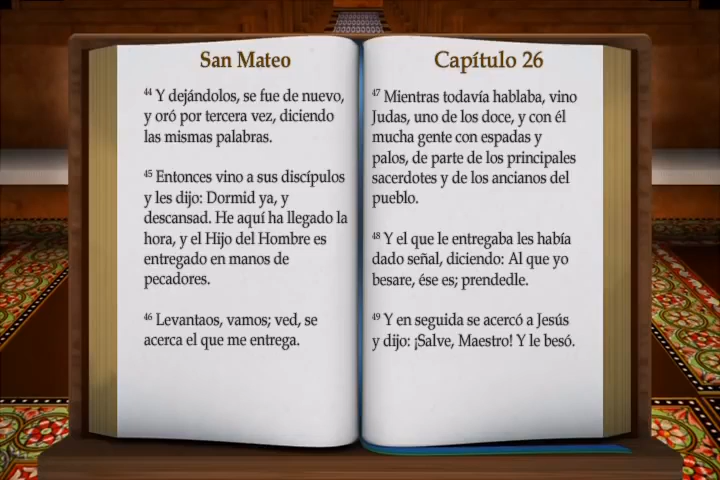 San Mateo
44 Y dejándolos, se fue de nuevo,
y oró por tercera vez, diciendo
las mismas palabras.
45 Entonces vino a sus discípulos
y les dijo: Dormid ya, y
descansad. He aquí ha llegado la
hora, y el Hijo del Hombre es
entregado en manos de
pecadores.
46 Levantaos, vamos; ved, se
acerca el que me entrega.
Capítulo 26
47 Mientras todavía hablaba, vino
Judas, uno de los doce, y con él
mucha gente con espadas y
palos, de parte de los principales
sacerdotes y de los ancianos del
pueblo.
48 Y el que le entregaba les había
dado señal, diciendo: Al que yo
besare, ése es; prendedle.
49 Y en seguida se acercó a Jesús
y dijo: ¡Salve, Maestro! Y le besó.